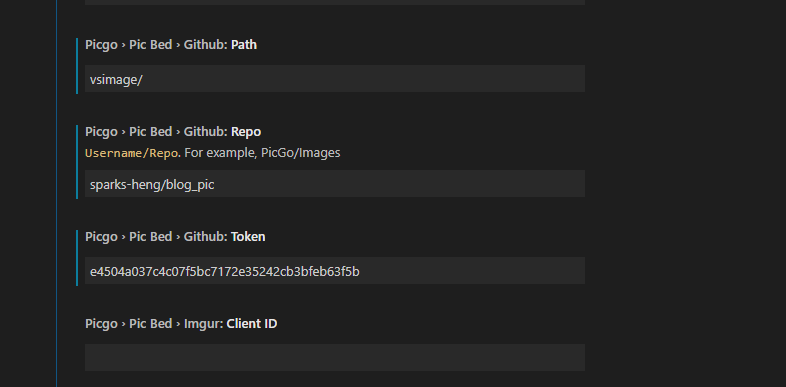 Picgo › Pic Bed › Github: Path
vsimage/
Picgo › Pic Bed › Github: Repo
Username/Repo. For example, PicGo/Images
sparks-heng/blog_pic
Picgo › Pic Bed › Github: Token
e4504a037c4c07f5bc7172e35242cb3bfeb63f5b
Picgo › Pic Bed › Imgur: Client ID